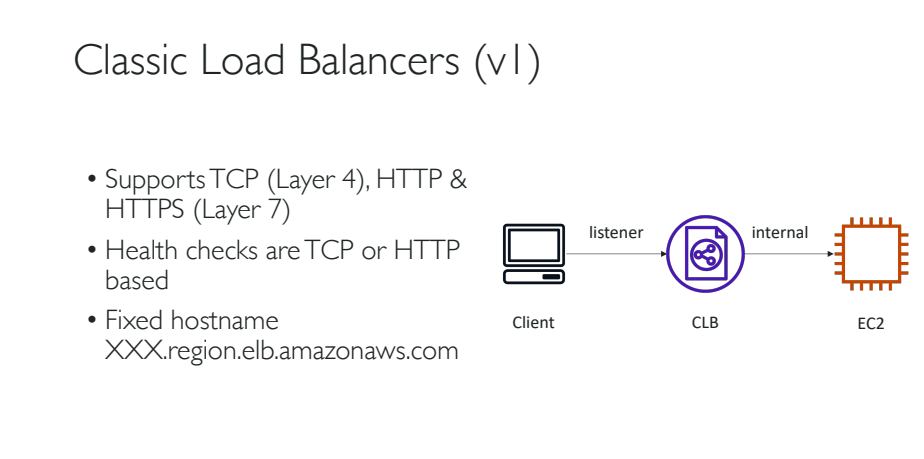 Classic Load Balancers (v1)
• Supports TCP (Layer 4), HTTP &
HTTPS (Layer 7)
• Health checks are TCP or HTTP
based
• Fixed hostname
XXX.region.elb.amazonaws.com
listener
internal
Client
CLB
EC2